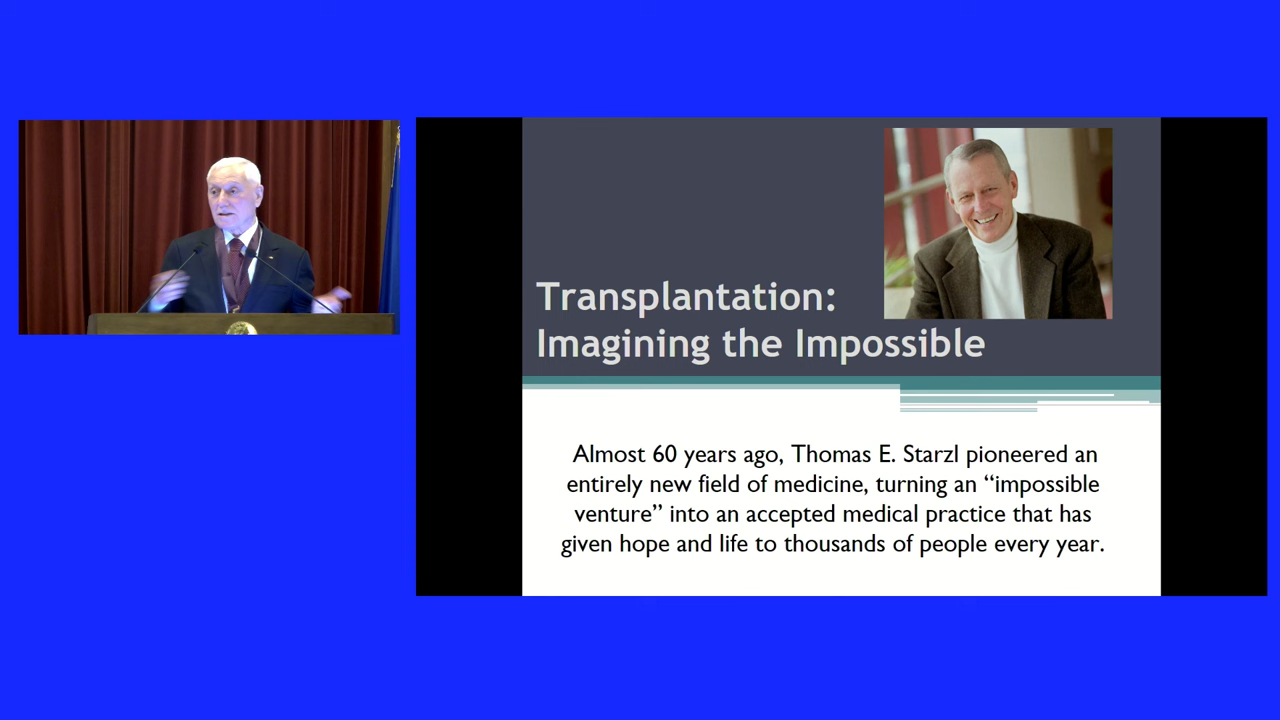 Transplantation:
Imagining the Impossible
Almost 60 years ago, Thomas E. Starzl pioneered an
entirely new field of medicine, turning an “impossible
venture” into an accepted medical practice that has
given hope and life to thousands of people every year.